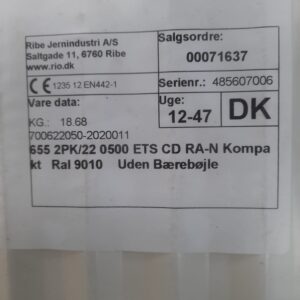 Ribe Jernindustri A/S
Saltgade 11, 6760 Ribe
www.rio.dk
Salgsordre:
00071637
CE 1235 12 EN442-1
Serienr.: 485607006
Vare data:
Uge:
12-47
DK
KG.: 18.68
700622050-2020011
655 2PK/22 0500 ETS CD RA-N Kompa
kt Ral 9010 Uden Bærebøjle